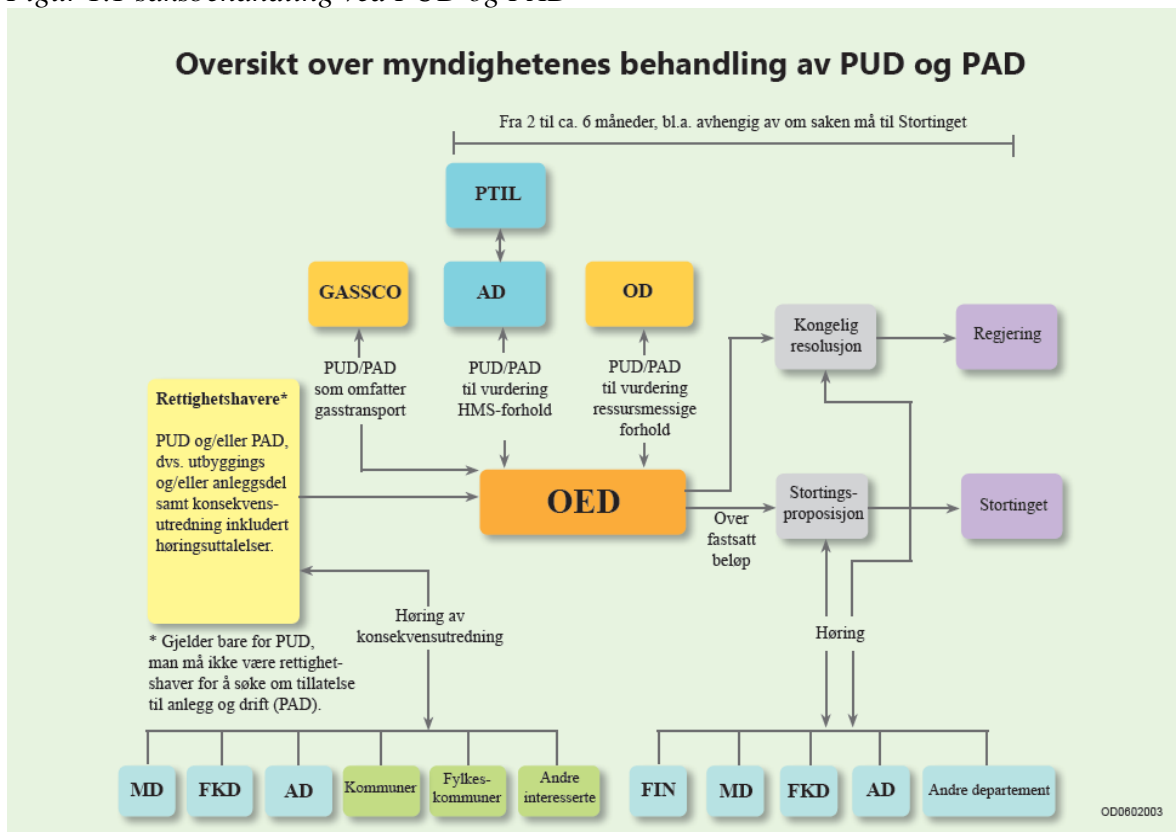 Oversikt over myndighetenes behandling av PUD og PAD
Fra 2 til ca. 6 måneder, bl.a. avhengig av om saken må til Stortinget
PTIL
GASSCO
AD
OD
PUD/PAD
som omfatter
gasstransport
PUD/PAD
til vurdering
HMS-forhold
PUD/PAD
til vurdering
ressursmessige
forhold
Kongelig
resolusjon
Regjering
Rettighetshavere*
PUD og/eller PAD,
dvs. utbyggings
og/eller anleggsdel
samt konsekvens-
utredning inkludert
høringsuttalelser.
OED
Over
fastsatt
beløp
Stortings-
proposisjon
Stortinget
Høring av
konsekvensutredning
Høring
* Gjelder bare for PUD,
man må ikke være rettighet-
shaver for å søke om tillatelse
til anlegg og drift (PAD).
MD
FKD
AD
Kommuner
Fylkes-
kommuner
Andre
interesserte
FIN
MD
FKD
AD
Andre departement
OD0602003